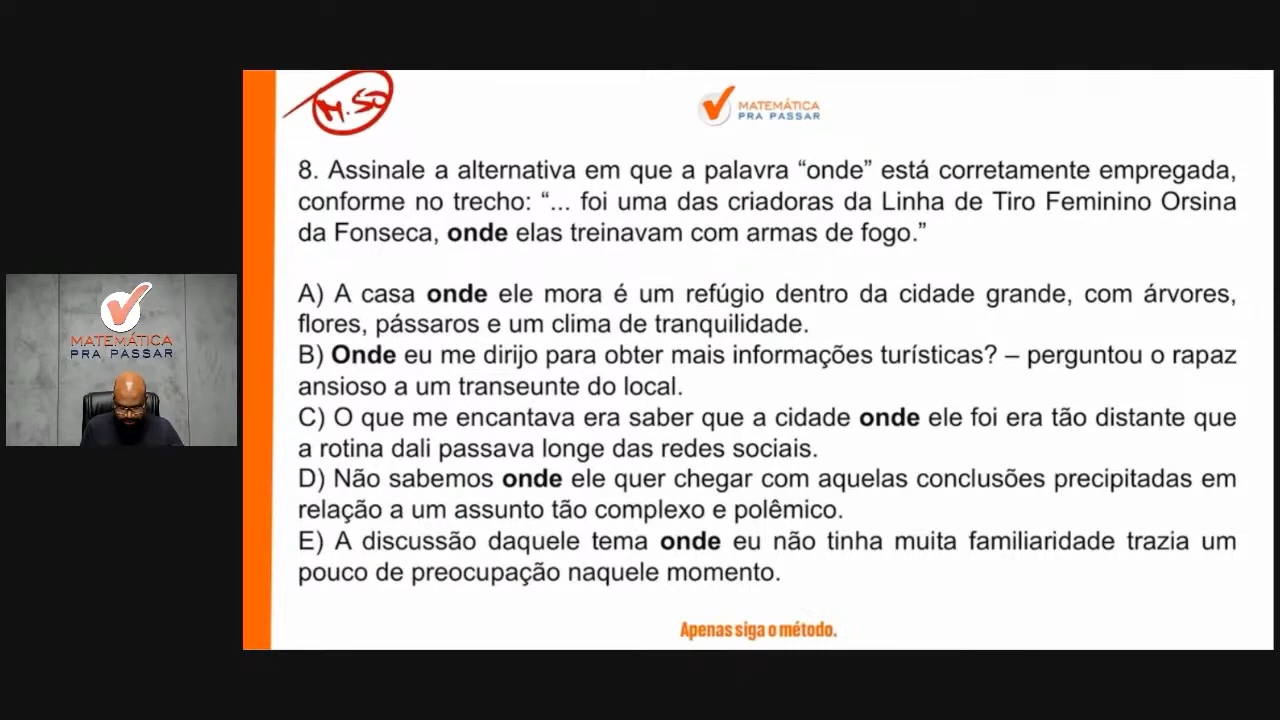 M.SO
MATEMÁTICA
PRA PASSAR
8. Assinale a alternativa em que a palavra “onde” está corretamente empregada,
conforme no trecho: “... foi uma das criadoras da Linha de Tiro Feminino Orsina
da Fonseca, onde elas treinavam com armas de fogo.”
A) A casa onde ele mora é um refúgio dentro da cidade grande, com árvores,
flores, pássaros e um clima de tranquilidade.
B) Onde eu me dirijo para obter mais informações turísticas? – perguntou o rapaz
ansioso a um transeunte do local.
C) O que me encantava era saber que a cidade onde ele foi era tão distante que
a rotina dali passava longe das redes sociais.
D) Não sabemos onde ele quer chegar com aquelas conclusões precipitadas em
relação a um assunto tão complexo e polêmico.
E) A discussão daquele tema onde eu não tinha muita familiaridade trazia um
pouco de preocupação naquele momento.
Apenas siga o método.
MATEMÁTICA
PRA PASSAR